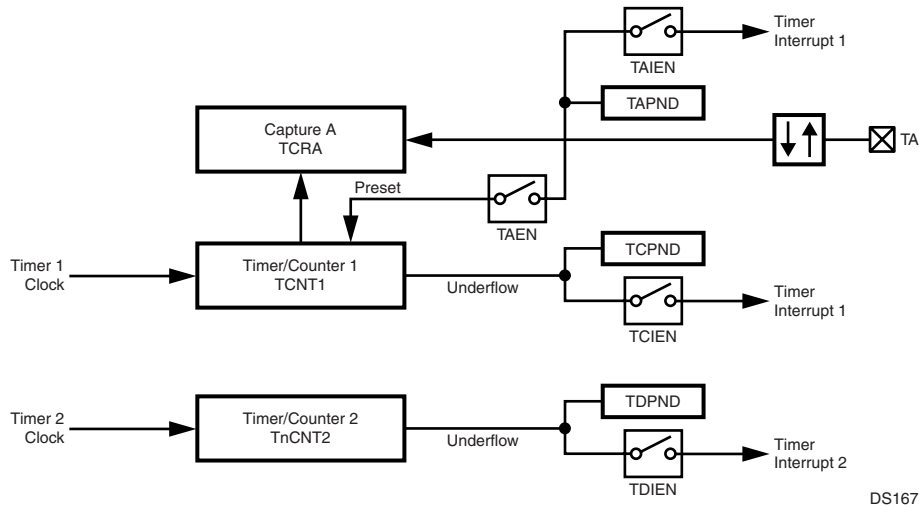 Timer
Interrupt 1
TAIEN
TAPND
Capture A
TCRA
TA
Preset
TAEN
TCPND
Timer 1
Clock
Timer/Counter 1
TCNT1
Underflow
Timer
Interrupt 1
TCIEN
TDPND
Timer 2
Clock
Timer/Counter 2
TnCNT2
Underflow
Timer
Interrupt 2
TDIEN
DS167